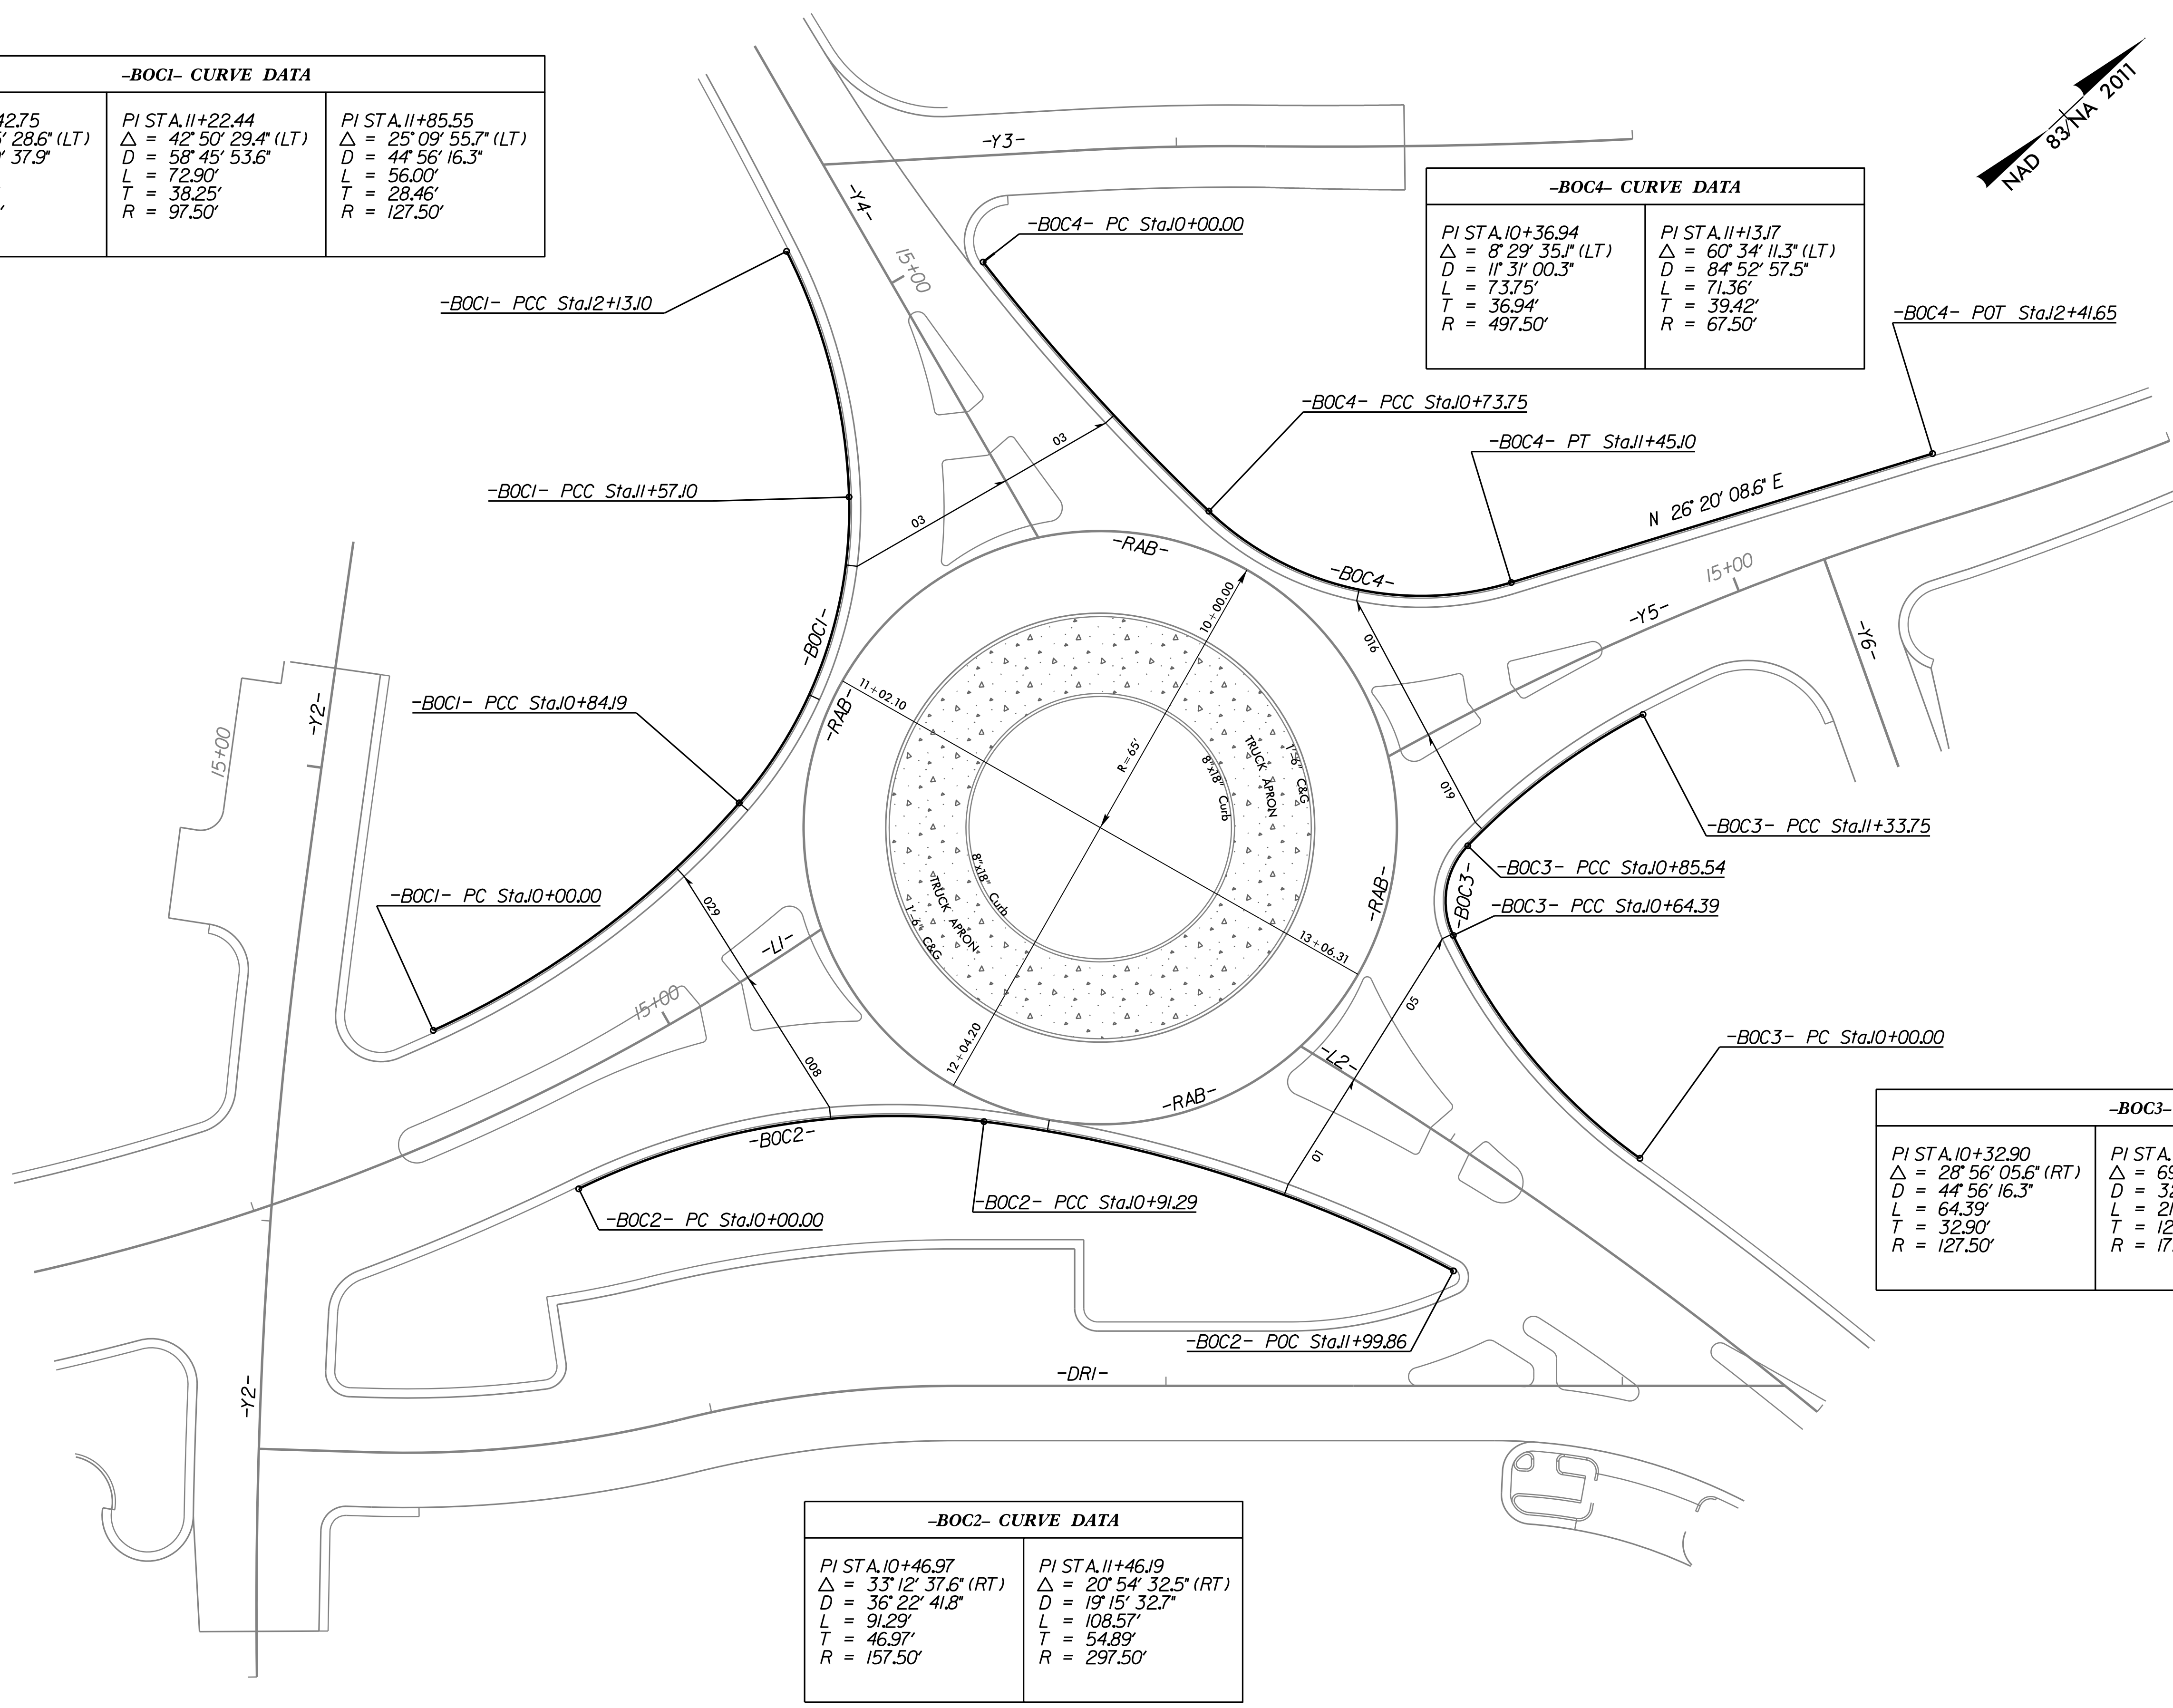 –BOC1– CURVE DATA
42.75
28.6" (LT)
37.9"
PI STA. 11+22.44
△ = 42° 50' 29.4" (LT)
D = 58° 45' 53.6"
L = 72.90'
T = 38.25'
R = 97.50'
PI STA. 11+85.55
△ = 25° 09' 55.7" (LT)
D = 44° 56' 16.3"
L = 56.00'
T = 28.46'
R = 127.50'
NAD 83/NA 2011
-Y3-
-Y4-
15+00
-BOC4- PC Sta.10+00.00
–BOC4– CURVE DATA
PI STA. 10+36.94
△ = 8° 29' 35.1" (LT)
D = 11° 31' 00.3"
L = 73.75'
T = 36.94'
R = 497.50'
PI STA. 11+13.17
△ = 60° 34' 11.3" (LT)
D = 84° 52' 57.5"
L = 71.36'
T = 39.42'
R = 67.50'
-BOC1- PCC Sta.12+13.10
-BOC4- POT Sta.12+41.65
-BOC4- PCC Sta.10+73.75
-BOC4- PT Sta.11+45.10
03
03
-BOC1- PCC Sta.11+57.10
N 26° 20' 08.6" E
-RAB-
-BOC4-
15+00
-Y5-
-Y6-
016
019
10+00.00
-BOC1-
-RAB-
11+02.10
R=65'
-BOC1- PCC Sta.10+84.19
-Y2-
15+00
8"x18" Curb
TRUCK APRON
1'-6" C&G
-BOC3- PCC Sta.11+33.75
-BOC3- PCC Sta.10+85.54
-BOC3-
-BOC3- PCC Sta.10+64.39
-RAB-
-BOC1- PC Sta.10+00.00
029
-L1-
15+00
8"x18" Curb
TRUCK APRON
1'-6" C&G
13+06.31
05
12+04.20
008
-L2-
-BOC3- PC Sta.10+00.00
-RAB-
-BOC2-
01
-BOC2- PCC Sta.10+91.29
-BOC2- PC Sta.10+00.00
–BOC3–
PI STA. 10+32.90
△ = 28° 56' 05.6" (RT)
D = 44° 56' 16.3"
L = 64.39'
T = 32.90'
R = 127.50'
PI STA.
△ = 69
D = 32
L = 21
T = 12
R = 17
-BOC2- POC Sta.11+99.86
-DR1-
-Y2-
–BOC2– CURVE DATA
PI STA. 10+46.97
△ = 33° 12' 37.6" (RT)
D = 36° 22' 41.8"
L = 91.29'
T = 46.97'
R = 157.50'
PI STA. 11+46.19
△ = 20° 54' 32.5" (RT)
D = 19° 15' 32.7"
L = 108.57'
T = 54.89'
R = 297.50'